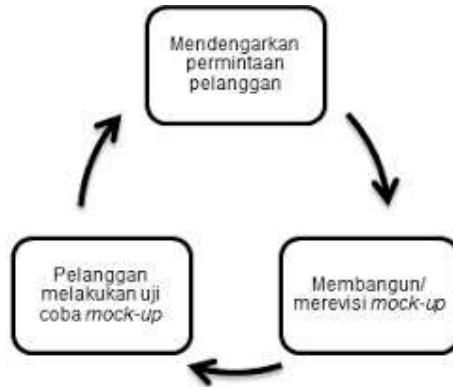 Mendengarkan
permintaan
pelanggan
Membangun/
merevisi mock-up
Pelanggan
melakukan uji
coba mock-up